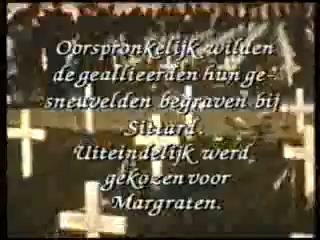 Oorspronkelijk wilden
de geallieerden hun ge-
sneuvelden begraven bij
Sittard.
Uiteindelijk werd
gekozen voor
Margraten.